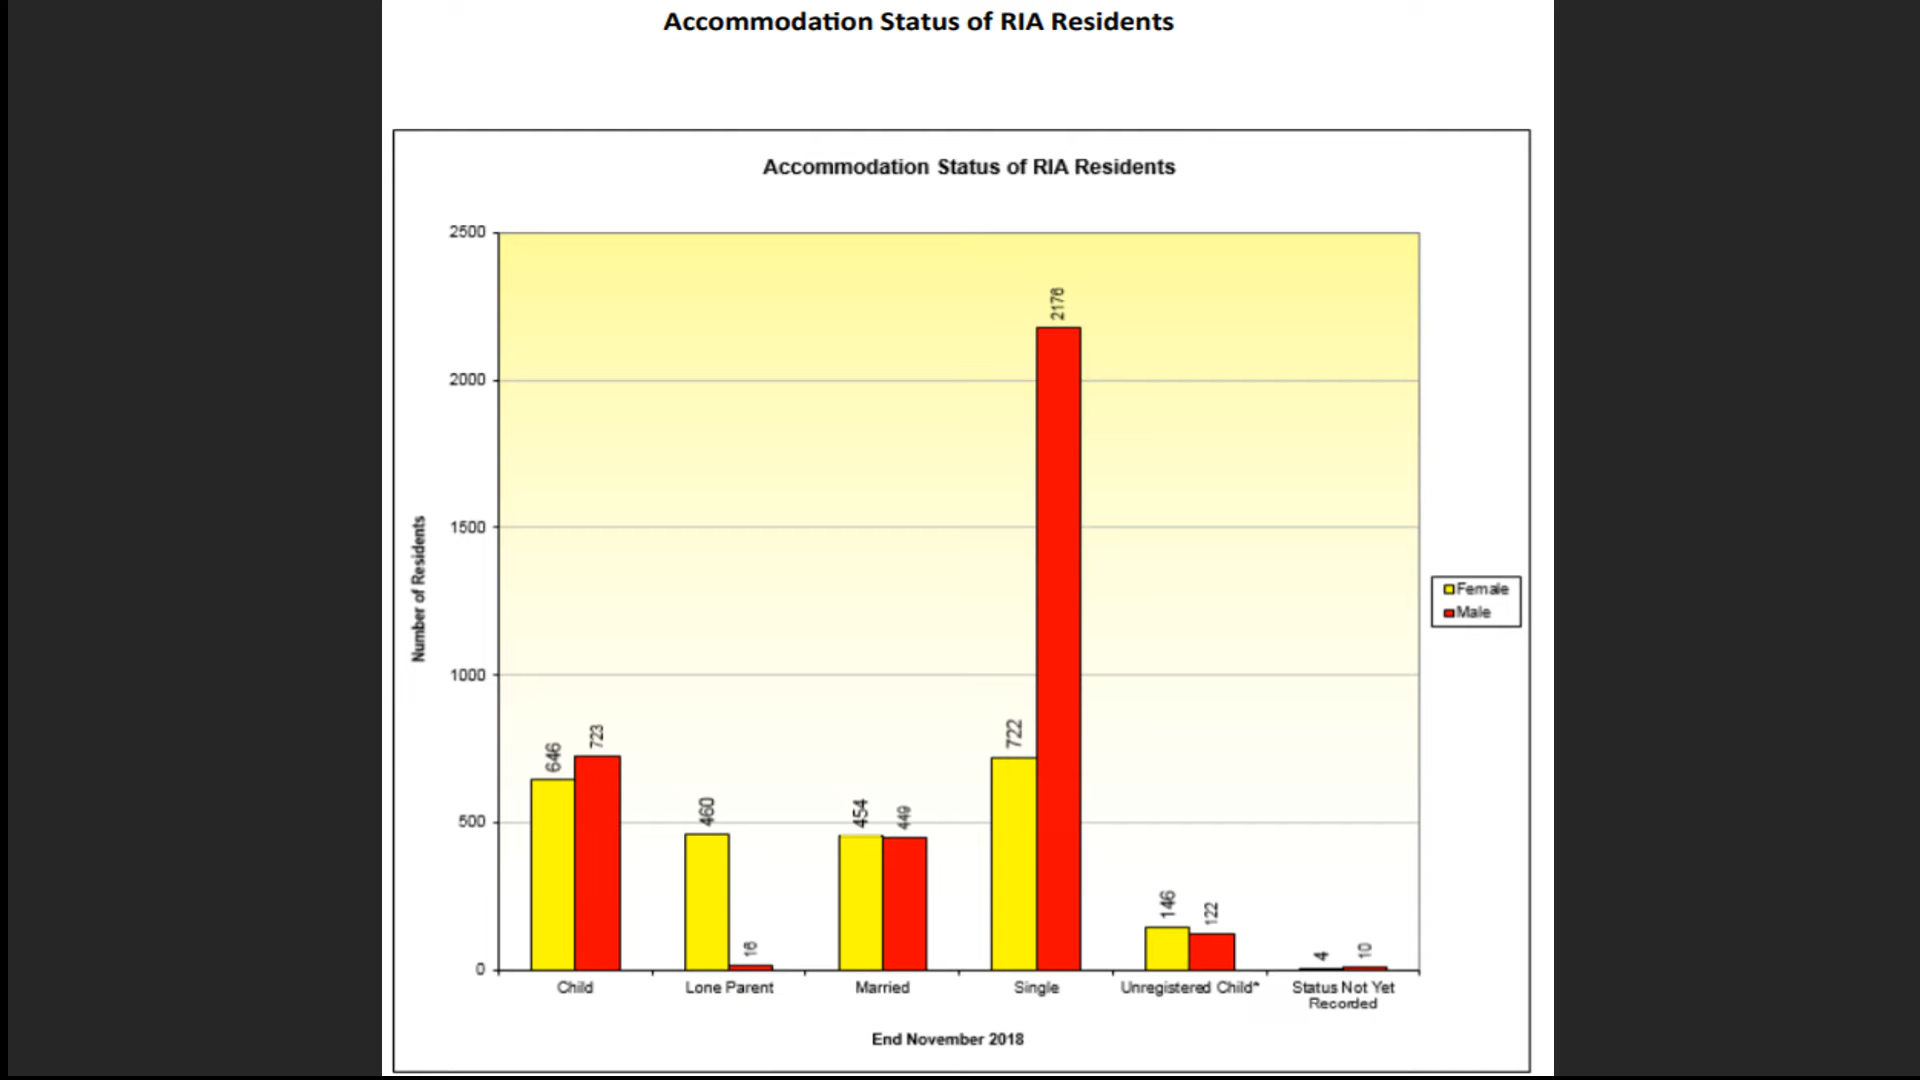 Accommodation Status of RIA Residents
Accommodation Status of RIA Residents
2500
2000
1500
1000
500
0
Number of Residents
646
723
460
16
454
449
722
2176
146
122
4
10
Child
Lone Parent
Married
Single
Unregistered Child*
Status Not Yet
Recorded
End November 2018
Female
Male